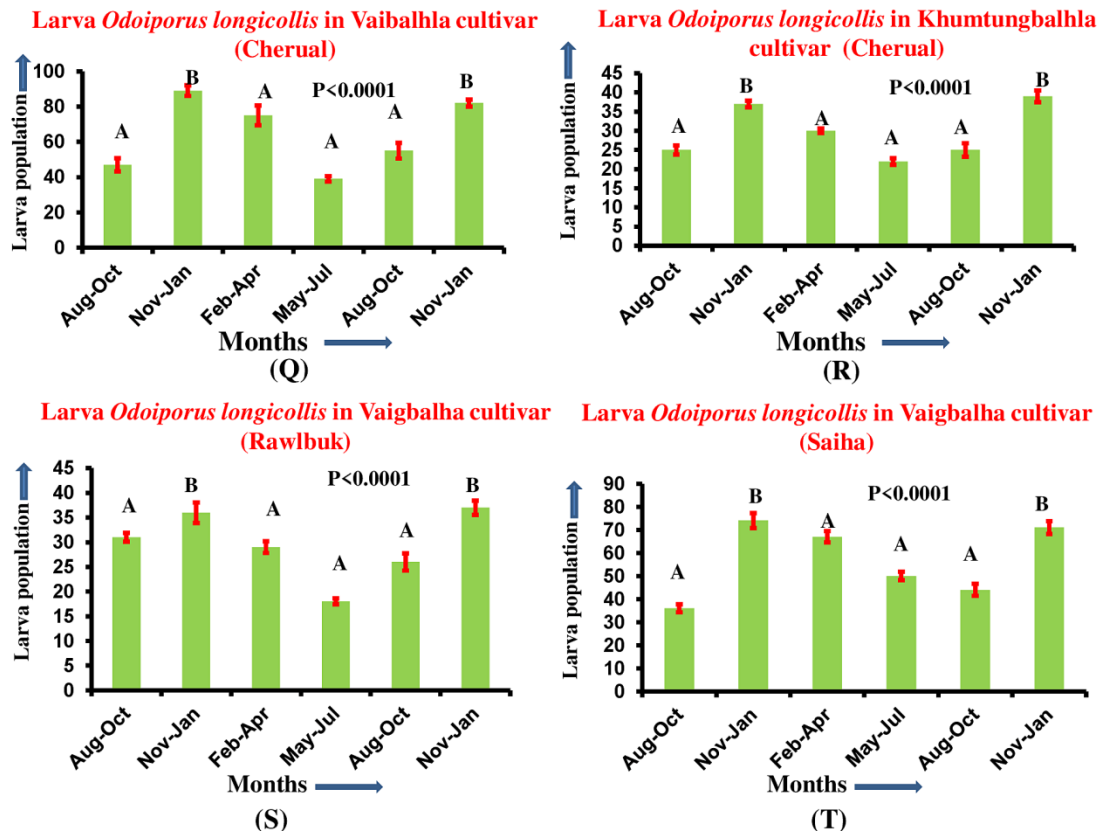 Larva Odoiporus longicollis in Vaibalhla cultivar
(Cherual)
Larva population
100
80
60
40
20
0
A
B
A
A
A
B
P<0.0001
Aug-Oct
Nov-Jan
Feb-Apr
May-Jul
Aug-Oct
Nov-Jan
Months
(Q)
Larva Odoiporus longicollis in Khumtungbalhla
cultivar (Cherual)
Larva population
45
40
35
30
25
20
15
10
5
0
A
B
A
A
A
B
P<0.0001
Aug-Oct
Nov-Jan
Feb-Apr
May-Jul
Aug-Oct
Nov-Jan
Months
(R)
Larva Odoiporus longicollis in Vaigbalha cultivar
(Rawlbuk)
Larva population
45
40
35
30
25
20
15
10
5
0
A
B
A
A
A
B
P<0.0001
Aug-Oct
Nov-Jan
Feb-Apr
May-Jul
Aug-Oct
Nov-Jan
Months
(S)
Larva Odoiporus longicollis in Vaigbalha cultivar
(Saiha)
Larva population
90
80
70
60
50
40
30
20
10
0
A
B
A
A
A
B
P<0.0001
Aug-Oct
Nov-Jan
Feb-Apr
May-Jul
Aug-Oct
Nov-Jan
Months
(T)